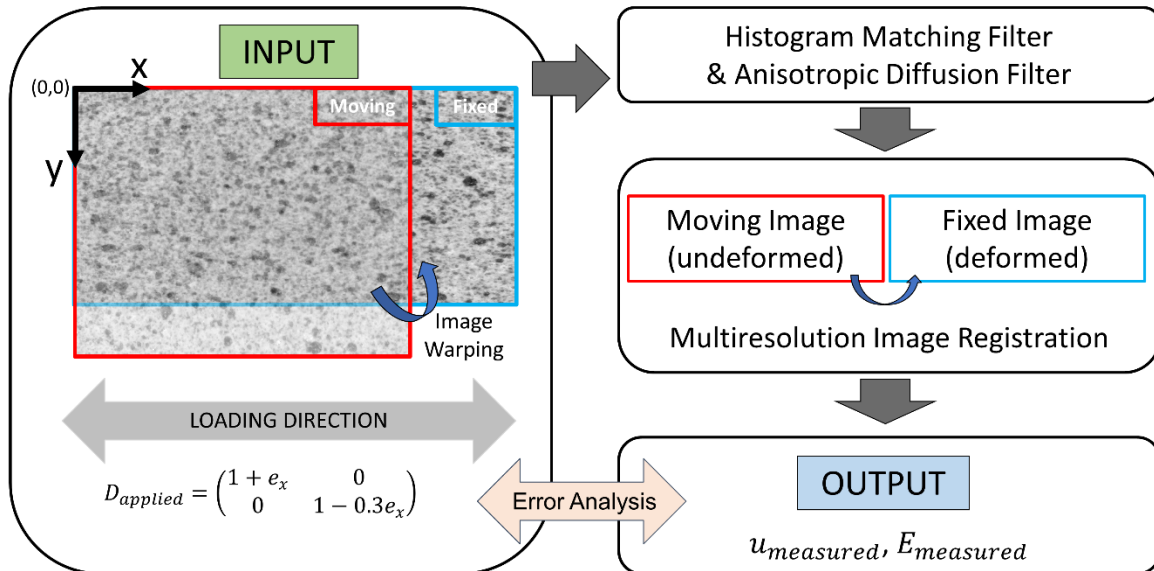 INPUT
x
(0,0)
Moving
Fixed
y
Image
Warping
LOADING DIRECTION
D_applied = (1 + e_x 0
0 1 − 0.3e_x)
Histogram Matching Filter
& Anisotropic Diffusion Filter
Moving Image
(undeformed)
Fixed Image
(deformed)
Multiresolution Image Registration
Error Analysis
OUTPUT
u_measured, E_measured